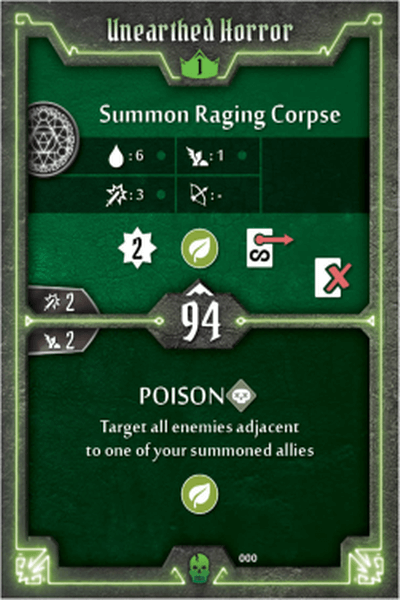 Unearthed Horror
1
Summon Raging Corpse
: 6 : 1
: 3 : -
2
2
94
2
POISON
Target all enemies adjacent
to one of your summoned allies
000